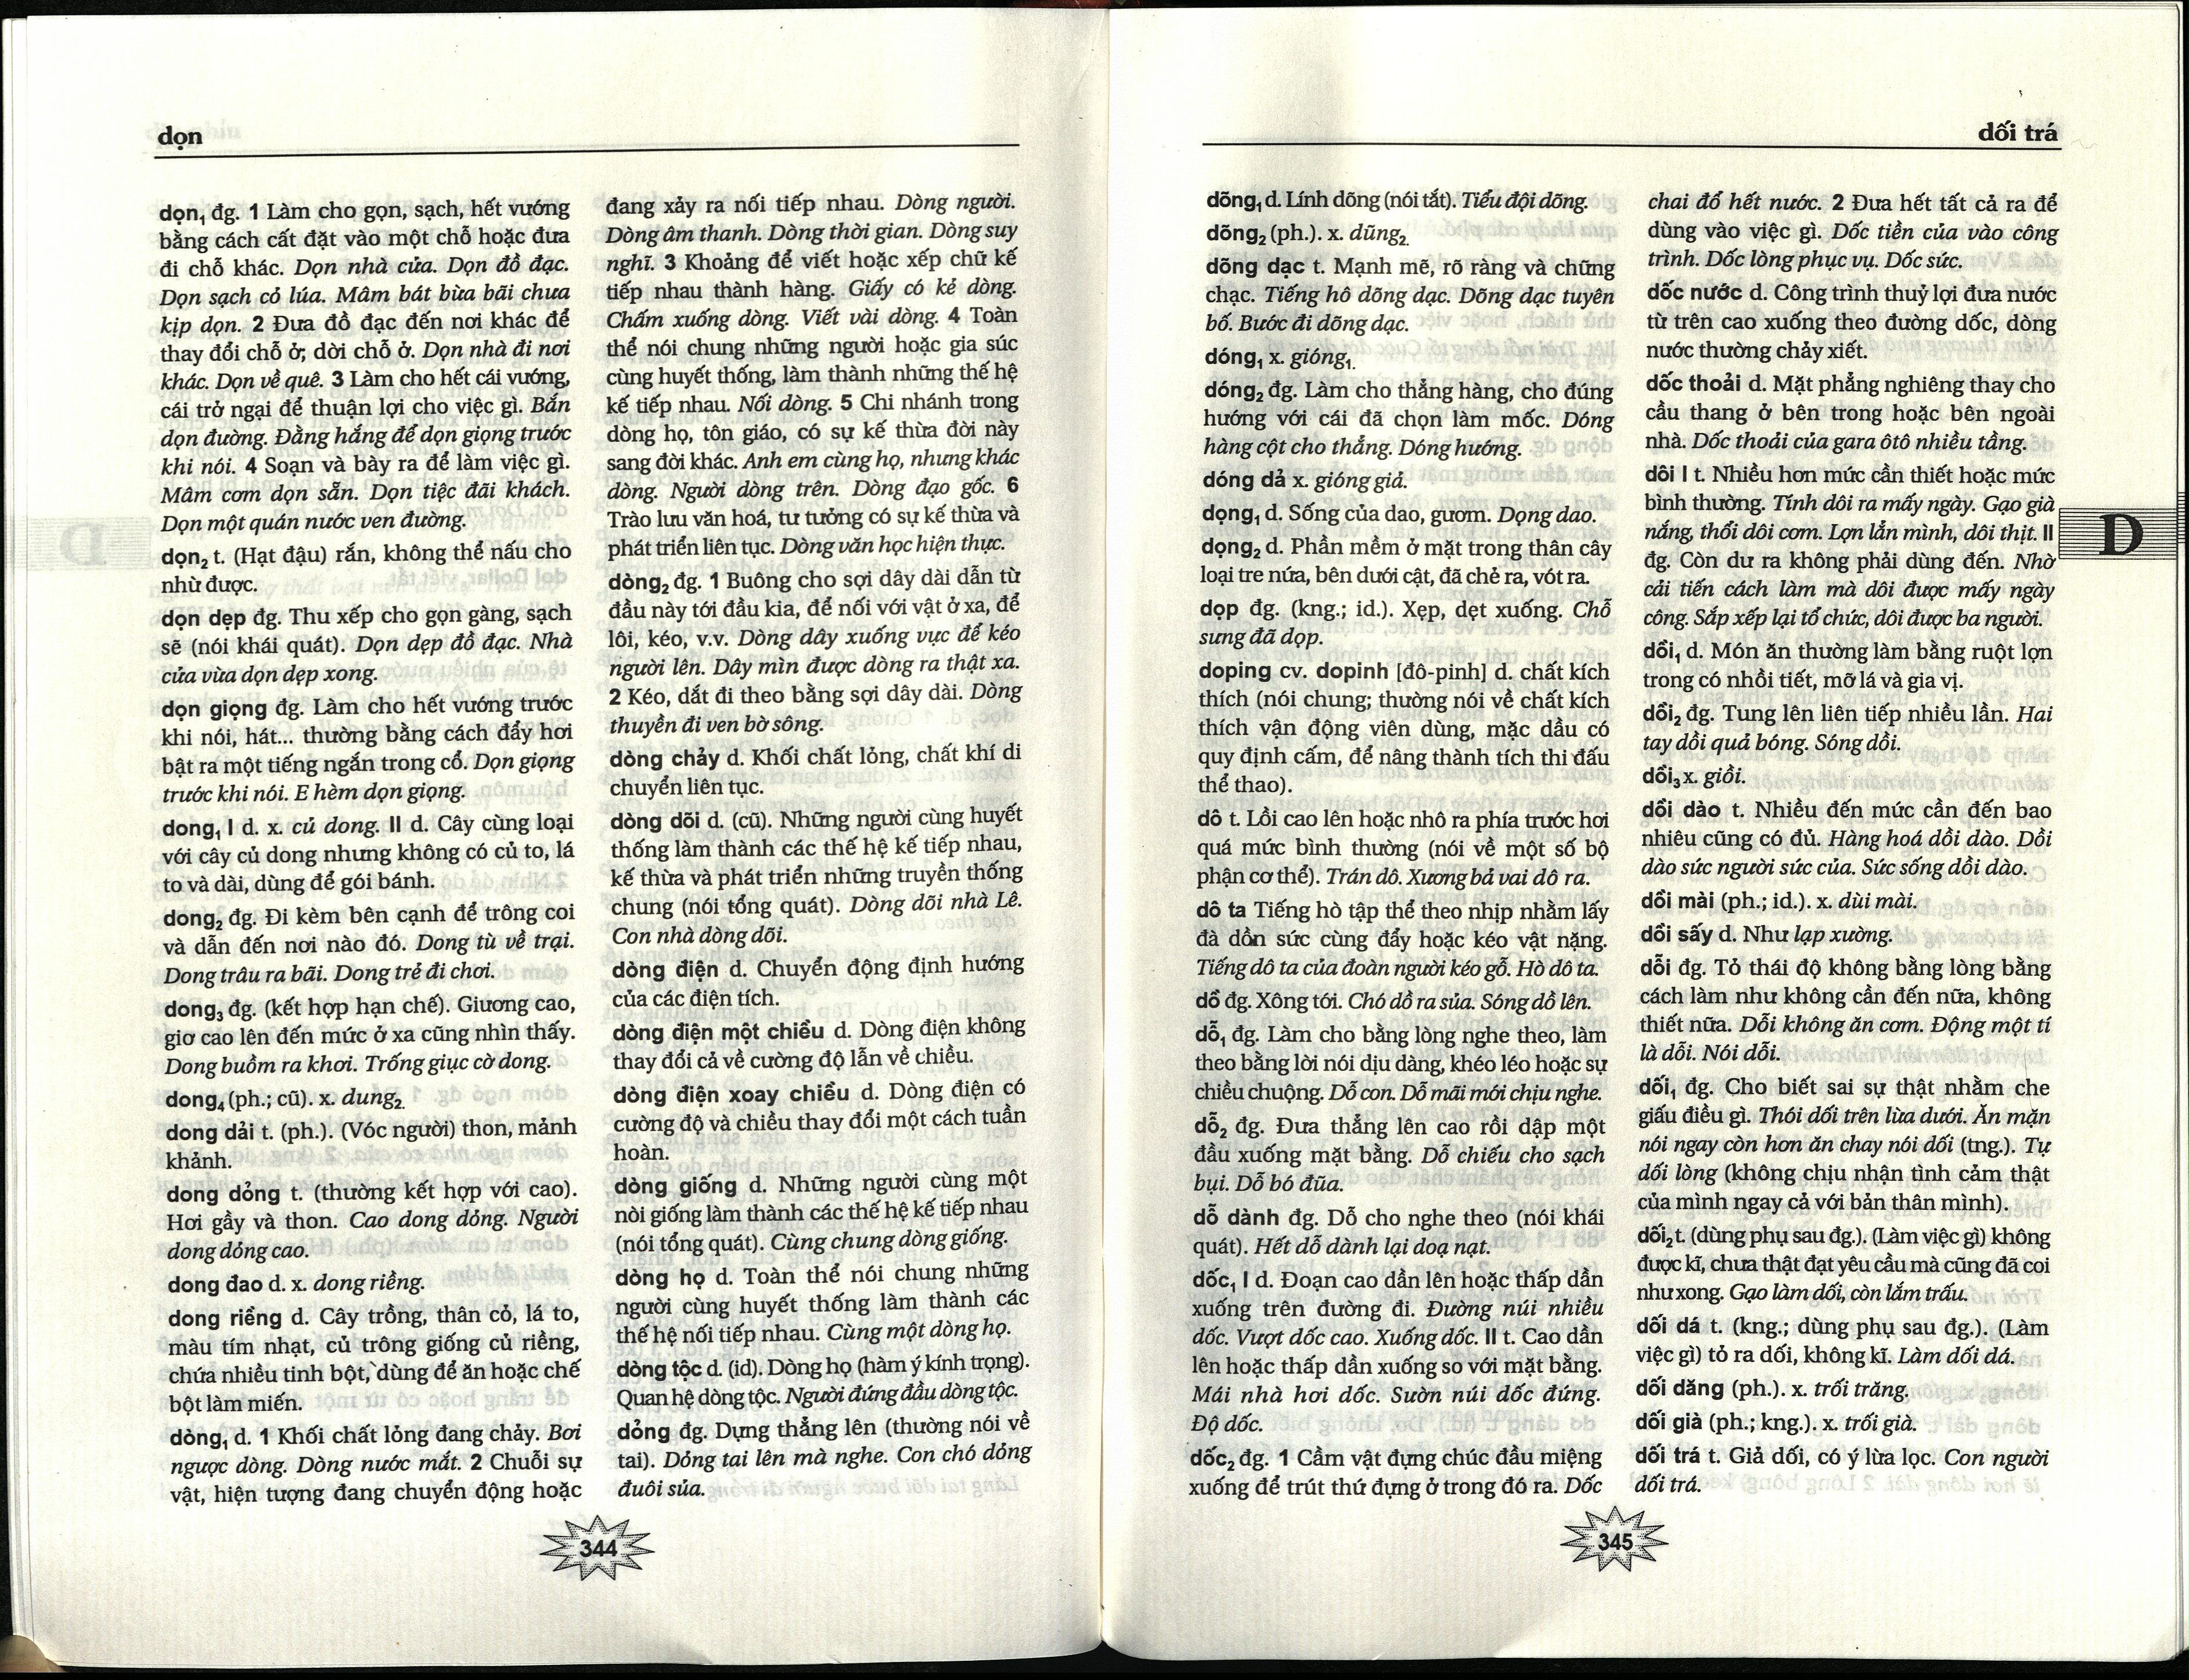 dọn
dọn₁ đg. 1 Làm cho gọn, sạch, hết vướng
bằng cách cất đặt vào một chỗ hoặc đưa
đi chỗ khác. Dọn nhà cửa. Dọn đồ đạc.
Dọn sạch cỏ lúa. Mâm bát bừa bãi chưa
kịp dọn. 2 Đưa đồ đạc đến nơi khác để
thay đổi chỗ ở; dời chỗ ở. Dọn nhà đi nơi
khác. Dọn về quê. 3 Làm cho hết cái vướng,
cái trở ngại để thuận lợi cho việc gì. Bắn
dọn đường. Đằng hắng để dọn giọng trước
khi nói. 4 Soạn và bày ra để làm việc gì.
Mâm cơm dọn sẵn. Dọn tiệc đãi khách.
Dọn một quán nước ven đường.
dọn₂ t. (Hạt đậu) rắn, không thể nấu cho
nhừ được.
dọn dẹp đg. Thu xếp cho gọn gàng, sạch
sẽ (nói khái quát). Dọn dẹp đồ đạc. Nhà
cửa vừa dọn dẹp xong.
dọn giọng đg. Làm cho hết vướng trước
khi nói, hát... thường bằng cách đẩy hơi
bật ra một tiếng ngắn trong cổ. Dọn giọng
trước khi nói. E hèm dọn giọng.
dong₁ I d. x. củ dong. II d. Cây cùng loại
với cây củ dong nhưng không có củ to, lá
to và dài, dùng để gói bánh.
dong₂ đg. Đi kèm bên cạnh để trông coi
và dẫn đến nơi nào đó. Dong tù về trại.
Dong trâu ra bãi. Dong trẻ đi chơi.
dong₃ đg. (kết hợp hạn chế). Giương cao,
giơ cao lên đến mức ở xa cũng nhìn thấy.
Dong buồm ra khơi. Trống giục cờ dong.
dong₄ (ph.; cũ). x. dung₂.
dong dải t. (ph.). (Vóc người) thon, mảnh
khảnh.
dong dỏng t. (thường kết hợp với cao).
Hơi gầy và thon. Cao dong dỏng. Người
dong dỏng cao.
dong đao d. x. dong riềng.
dong riềng d. Cây trồng, thân cỏ, lá to,
màu tím nhạt, củ trông giống củ riềng,
chứa nhiều tinh bột, dùng để ăn hoặc chế
bột làm miến.
dòng₁ d. 1 Khối chất lỏng đang chảy. Bơi
ngược dòng. Dòng nước mắt. 2 Chuỗi sự
vật, hiện tượng đang chuyển động hoặc
đang xảy ra nối tiếp nhau. Dòng người.
Dòng âm thanh. Dòng thời gian. Dòng suy
nghĩ. 3 Khoảng để viết hoặc xếp chữ kế
tiếp nhau thành hàng. Giấy có kẻ dòng.
Chấm xuống dòng. Viết vài dòng. 4 Toàn
thể nói chung những người hoặc gia súc
cùng huyết thống, làm thành những thế hệ
kế tiếp nhau. Nối dòng. 5 Chi nhánh trong
dòng họ, tôn giáo, có sự kế thừa đời này
sang đời khác. Anh em cùng họ, nhưng khác
dòng. Người dòng trên. Dòng đạo gốc. 6
Trào lưu văn hoá, tư tưởng có sự kế thừa và
phát triển liên tục. Dòng văn học hiện thực.
dòng₂ đg. 1 Buông cho sợi dây dài dẫn từ
đầu này tới đầu kia, để nối với vật ở xa, để
lôi, kéo, v.v. Dòng dây xuống vực để kéo
người lên. Dây mìn được dòng ra thật xa.
2 Kéo, dắt đi theo bằng sợi dây dài. Dòng
thuyền đi ven bờ sông.
dòng chảy d. Khối chất lỏng, chất khí di
chuyển liên tục.
dòng dõi d. (cũ). Những người cùng huyết
thống làm thành các thế hệ kế tiếp nhau,
kế thừa và phát triển những truyền thống
chung (nói tổng quát). Dòng dõi nhà Lê.
Con nhà dòng dõi.
dòng điện d. Chuyển động định hướng
của các điện tích.
dòng điện một chiều d. Dòng điện không
thay đổi cả về cường độ lẫn về chiều.
dòng điện xoay chiều d. Dòng điện có
cường độ và chiều thay đổi một cách tuần
hoàn.
dòng giống d. Những người cùng một
nòi giống làm thành các thế hệ kế tiếp nhau
(nói tổng quát). Cùng chung dòng giống.
dòng họ d. Toàn thể nói chung những
người cùng huyết thống làm thành các
thế hệ nối tiếp nhau. Cùng một dòng họ.
dòng tộc d. (id). Dòng họ (hàm ý kính trọng).
Quan hệ dòng tộc. Người đứng đầu dòng tộc.
dỏng đg. Dựng thẳng lên (thường nói về
tai). Dỏng tai lên mà nghe. Con chó dỏng
đuôi sủa.
344
dối trá
dõng₁ d. Lính dõng (nói tắt). Tiểu đội dõng.
dõng₂ (ph.). x. dũng₂.
dõng dạc t. Mạnh mẽ, rõ ràng và chững
chạc. Tiếng hô dõng dạc. Dõng dạc tuyên
bố. Bước đi dõng dạc.
dóng₁ x. gióng₁.
dóng₂ đg. Làm cho thẳng hàng, cho đúng
hướng với cái đã chọn làm mốc. Dóng
hàng cột cho thẳng. Dóng hướng.
dóng dả x. gióng giả.
dọng₁ d. Sống của dao, gươm. Dọng dao.
dọng₂ d. Phần mềm ở mặt trong thân cây
loại tre nứa, bên dưới cật, đã chẻ ra, vót ra.
dọp đg. (kng.; id.). Xẹp, dẹt xuống. Chỗ
sưng đã dọp.
doping cv. dopinh [đô-pinh] d. chất kích
thích (nói chung; thường nói về chất kích
thích vận động viên dùng, mặc dầu có
quy định cấm, để nâng thành tích thi đấu
thể thao).
dô t. Lồi cao lên hoặc nhô ra phía trước hơi
quá mức bình thường (nói về một số bộ
phận cơ thể). Trán dô. Xương bả vai dô ra.
dô ta Tiếng hò tập thể theo nhịp nhằm lấy
đà dồn sức cùng đẩy hoặc kéo vật nặng.
Tiếng dô ta của đoàn người kéo gỗ. Hò dô ta.
dồ đg. Xông tới. Chó dồ ra sủa. Sóng dồ lên.
dỗ₁ đg. Làm cho bằng lòng nghe theo, làm
theo bằng lời nói dịu dàng, khéo léo hoặc sự
chiều chuộng. Dỗ con. Dỗ mãi mới chịu nghe.
dỗ₂ đg. Đưa thẳng lên cao rồi dập một
đầu xuống mặt bằng. Dỗ chiếu cho sạch
bụi. Dỗ bó đũa.
dỗ dành đg. Dỗ cho nghe theo (nói khái
quát). Hết dỗ dành lại doạ nạt.
dốc₁ I d. Đoạn cao dần lên hoặc thấp dần
xuống trên đường đi. Đường núi nhiều
dốc. Vượt dốc cao. Xuống dốc. II t. Cao dần
lên hoặc thấp dần xuống so với mặt bằng.
Mái nhà hơi dốc. Sườn núi dốc đứng.
Độ dốc.
dốc₂ đg. 1 Cầm vật đựng chúc đầu miệng
xuống để trút thứ đựng ở trong đó ra. Dốc
chai đổ hết nước. 2 Đưa hết tất cả ra để
dùng vào việc gì. Dốc tiền của vào công
trình. Dốc lòng phục vụ. Dốc sức.
dốc nước d. Công trình thuỷ lợi đưa nước
từ trên cao xuống theo đường dốc, dòng
nước thường chảy xiết.
dốc thoải d. Mặt phẳng nghiêng thay cho
cầu thang ở bên trong hoặc bên ngoài
nhà. Dốc thoải của gara ôtô nhiều tầng.
dôi I t. Nhiều hơn mức cần thiết hoặc mức
bình thường. Tính dôi ra mấy ngày. Gạo già
nắng, thổi dôi cơm. Lợn lẳn mình, dôi thịt. II
đg. Còn dư ra không phải dùng đến. Nhờ
cải tiến cách làm mà dôi được mấy ngày
công. Sắp xếp lại tổ chức, dôi được ba người.
dồi₁ d. Món ăn thường làm bằng ruột lợn
trong có nhồi tiết, mỡ lá và gia vị.
dồi₂ đg. Tung lên liên tiếp nhiều lần. Hai
tay dồi quả bóng. Sóng dồi.
dồi₃ x. giồi.
dồi dào t. Nhiều đến mức cần đến bao
nhiêu cũng có đủ. Hàng hoá dồi dào. Dồi
dào sức người sức của. Sức sống dồi dào.
dồi mài (ph.; id.). x. dùi mài.
dồi sấy d. Như lạp xường.
dỗi đg. Tỏ thái độ không bằng lòng bằng
cách làm như không cần đến nữa, không
thiết nữa. Dỗi không ăn cơm. Động một tí
là dỗi. Nói dỗi.
dối₁ đg. Cho biết sai sự thật nhằm che
giấu điều gì. Thói dối trên lừa dưới. Ăn mặn
nói ngay còn hơn ăn chay nói dối (tng.). Tự
dối lòng (không chịu nhận tình cảm thật
của mình ngay cả với bản thân mình).
dối₂ t. (dùng phụ sau đg.). (Làm việc gì) không
được kĩ, chưa thật đạt yêu cầu mà cũng đã coi
như xong. Gạo làm dối, còn lắm trấu.
dối dá t. (kng.; dùng phụ sau đg.). (Làm
việc gì) tỏ ra dối, không kĩ. Làm dối dá.
dối dăng (ph.). x. trối trăng.
dối già (ph.; kng.). x. trối già.
dối trá t. Giả dối, có ý lừa lọc. Con người
dối trá.
D
345